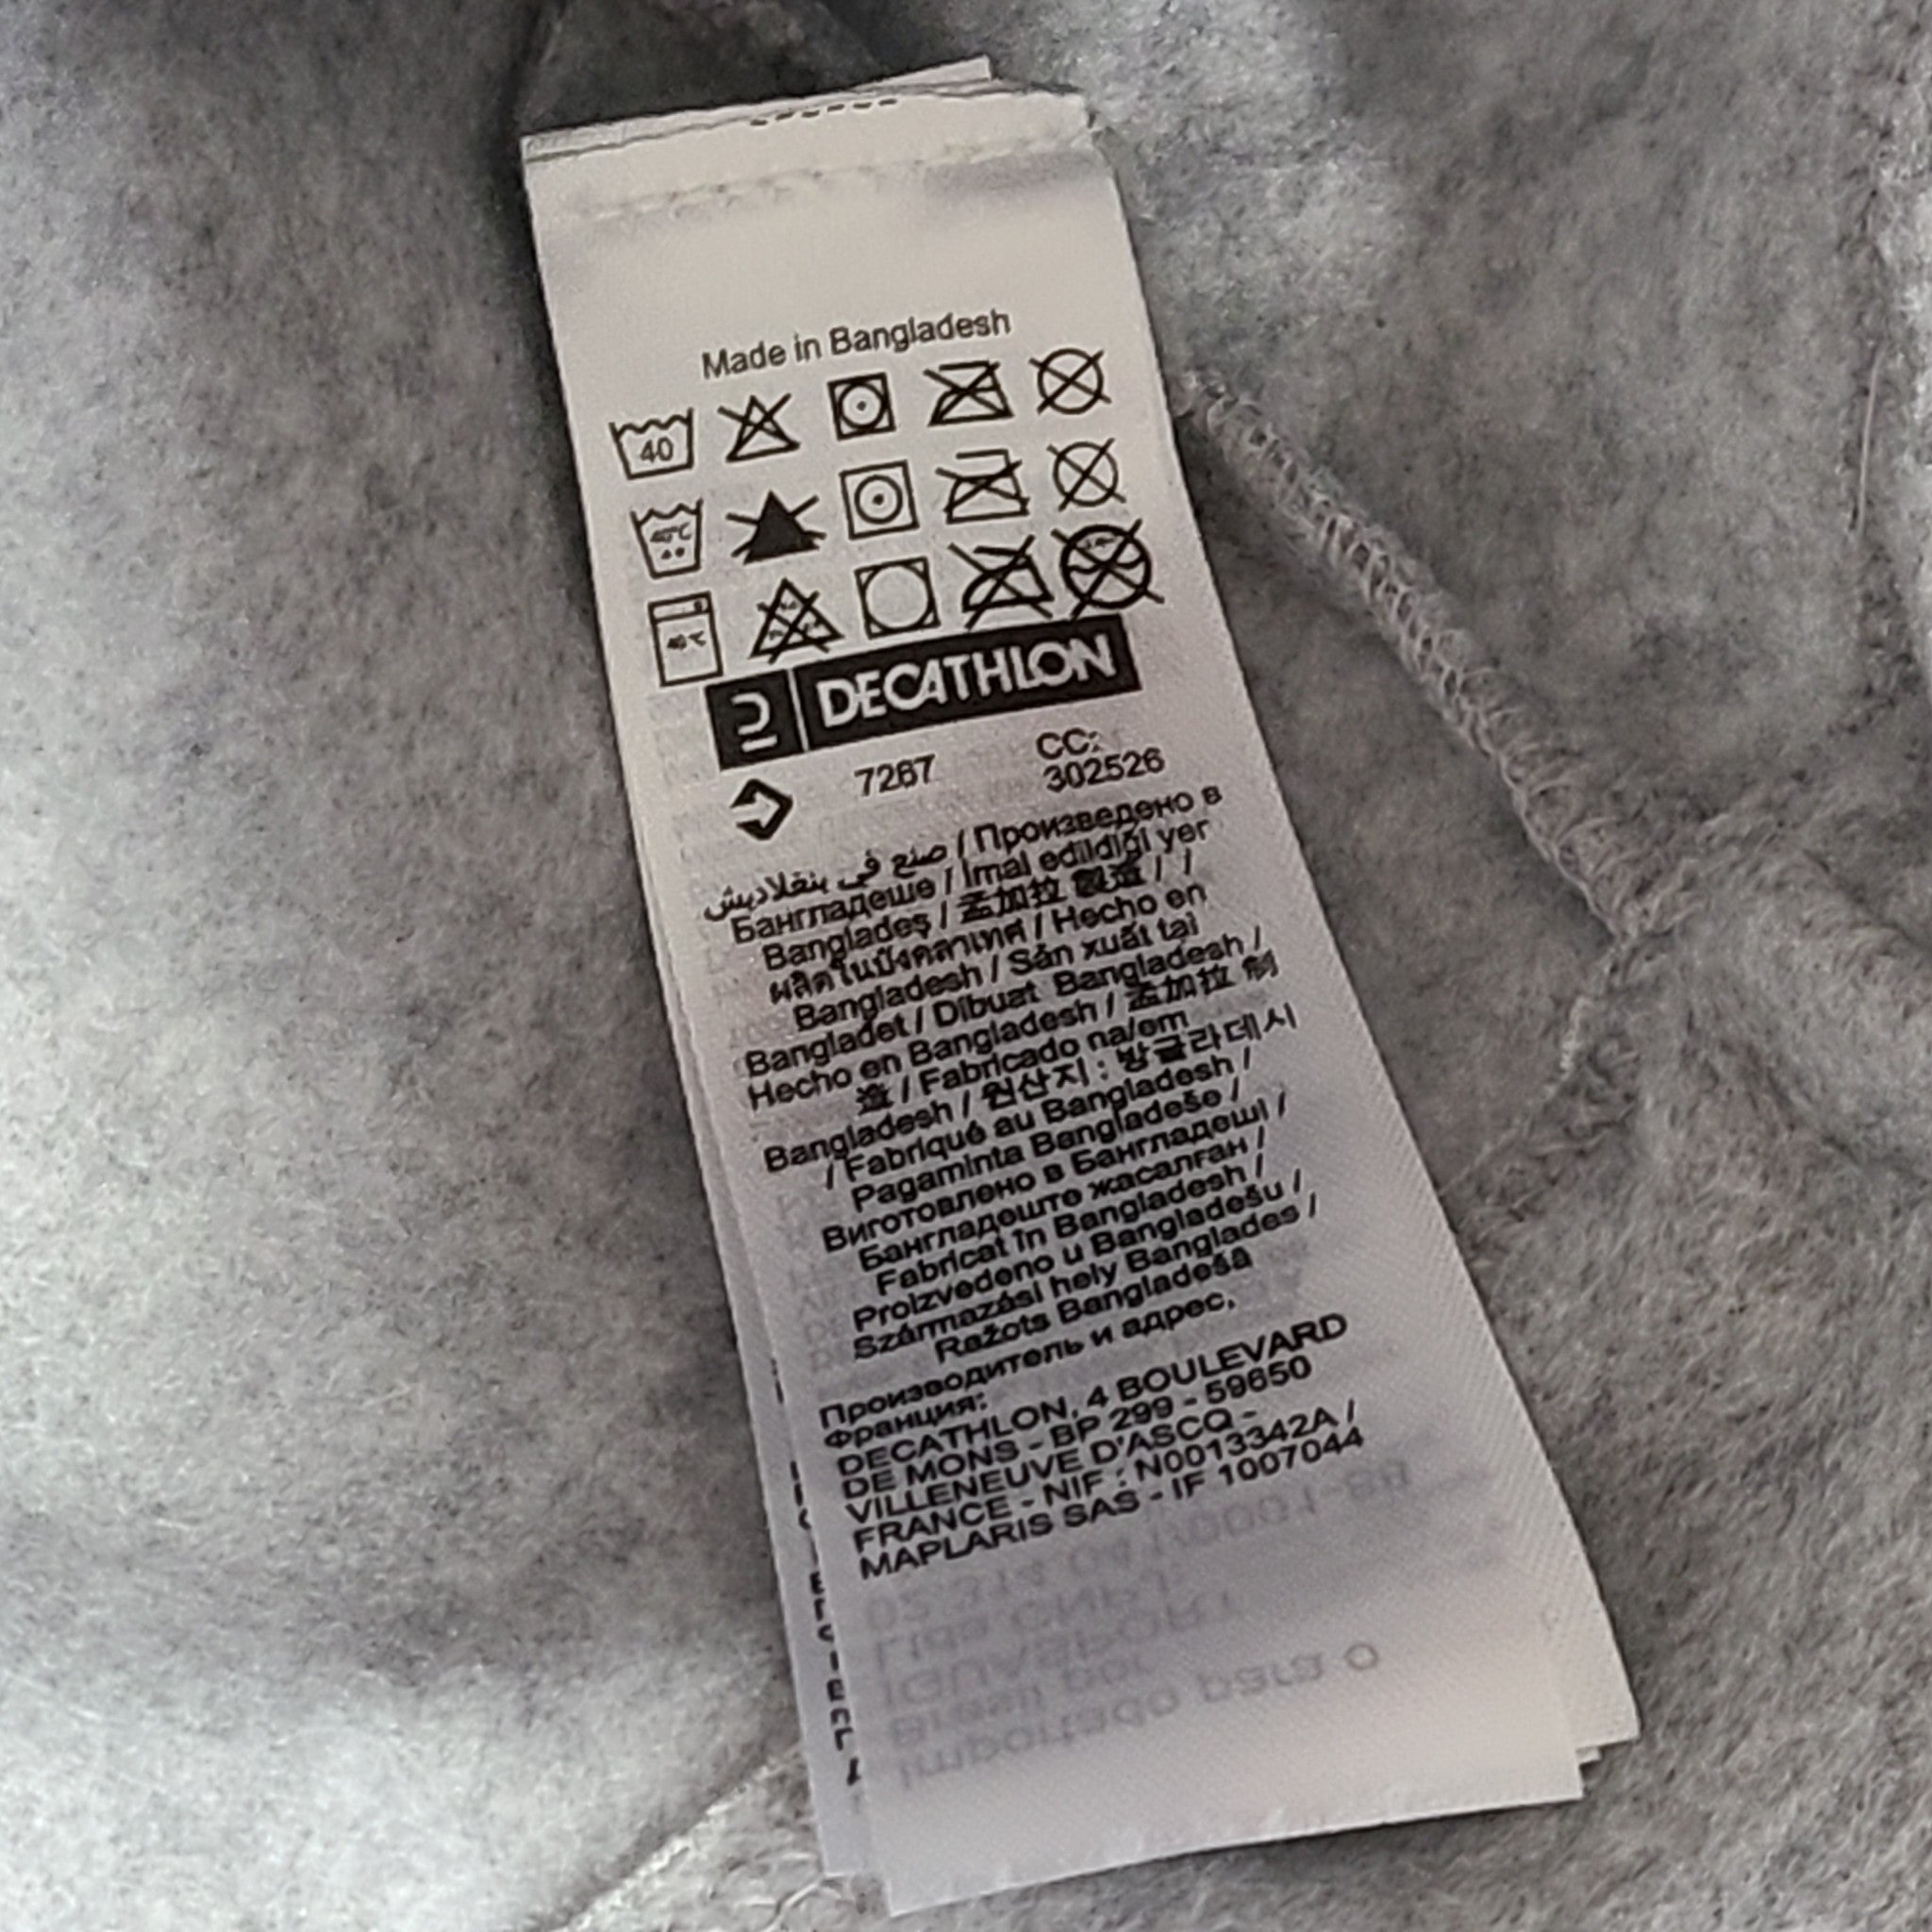 Made in Bangladesh
40
40°C
40℃
DECATHLON
7267 CC:
302526
صنع في بنغلاديش / Произведено в
Бангладеше / İmal edildiği yer
Bangladeş / 孟加拉 製造 / /
ผลิตในบังคลาเทศ / Hecho en
Bangladesh / Sản xuất tai
Bangladet / Dibuat Bangladesh /
Hecho en Bangladesh / 孟加拉 制
造 / Fabricado na/em
Bangladesh / 원산지 : 방글라데시
/ Fabriqué au Bangladesh /
Pagaminta Bangladeše /
Виготовлено в Бангладеші /
Бангладеште жасалған /
Fabricat în Bangladesh /
Proizvedeno u Bangladešu /
Származási hely Banglades /
Ražots Bangladešā
Производитель и адрес,
Франция:
DECATHLON, 4 BOULEVARD
DE MONS - BP 299 - 59650
VILLENEUVE D'ASCQ -
FRANCE - NIF : N0013342A /
MAPLARIS SAS - IF 1007044